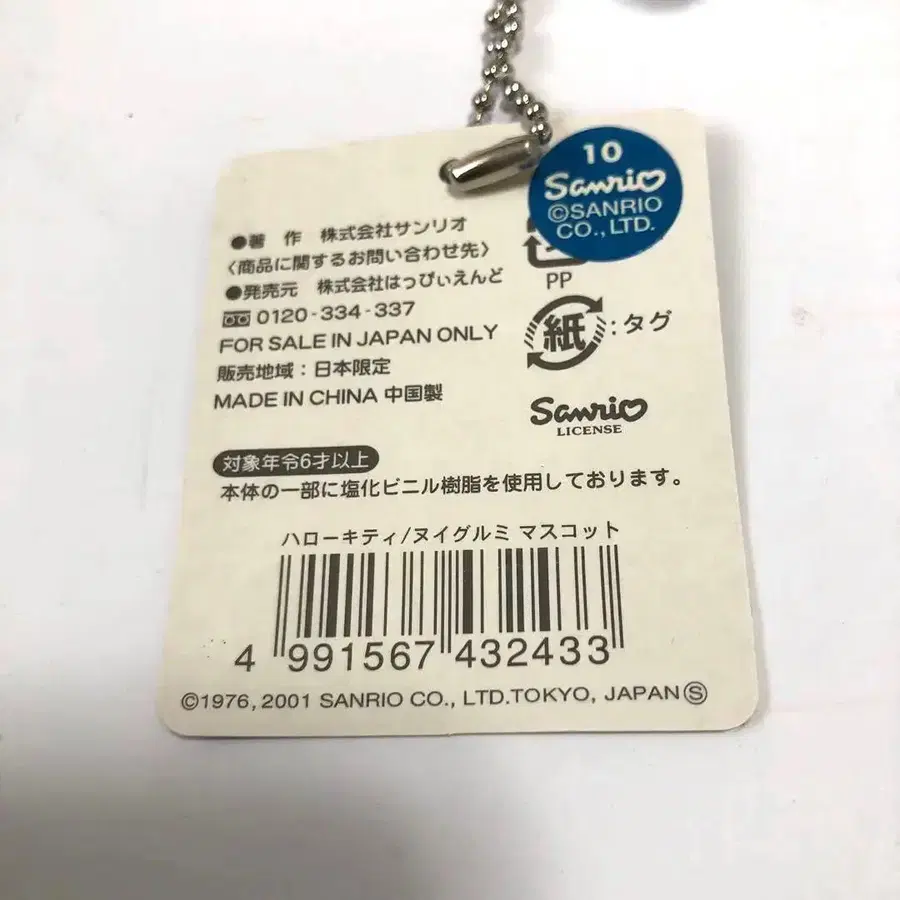 10
Sanrio
©SANRIO
CO., LTD.
●著 作 株式会社サンリオ
〈商品に関するお問い合わせ先〉
●発売元 株式会社はっぴぃえんど
0120-334-337
FOR SALE IN JAPAN ONLY
販売地域:日本限定
MADE IN CHINA 中国製
PP
紙:タグ
Sanrio
LICENSE
対象年令6才以上
本体の一部に塩化ビニル樹脂を使用しております。
ハローキティ/ヌイグルミ マスコット
4 991567 432433
©1976, 2001 SANRIO CO., LTD.TOKYO, JAPAN Ⓢ